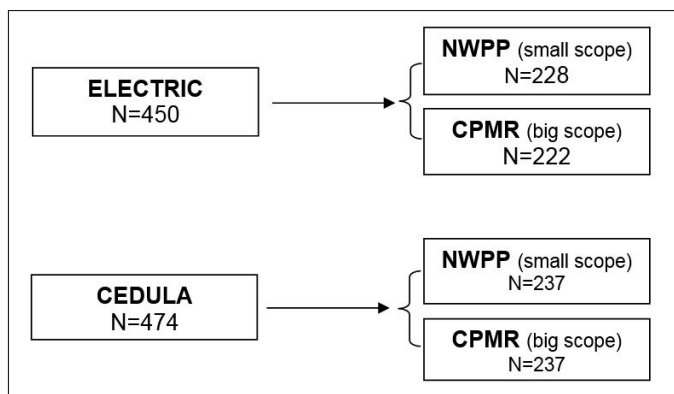 ELECTRIC
N=450
NWPP (small scope)
N=228
CPMR (big scope)
N=222
CEDULA
N=474
NWPP (small scope)
N=237
CPMR (big scope)
N=237